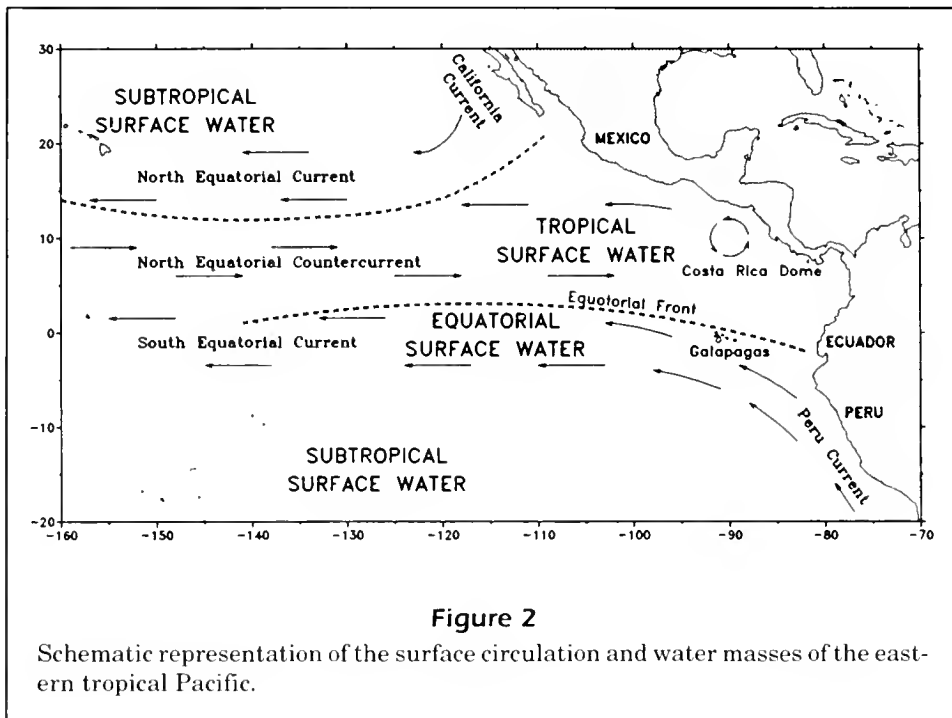 30
20
10
0
-10
-20
-160
-150
-140
-130
-120
-110
-100
-90
-80
-70
SUBTROPICAL
SURFACE WATER
California
Current
MEXICO
North Equatorial Current
TROPICAL
SURFACE WATER
North Equatorial Countercurrent
Costa Rica Dome
Equatorial Front
EQUATORIAL
SURFACE WATER
South Equatorial Current
Galapagas
ECUADOR
PERU
Peru Current
SUBTROPICAL
SURFACE WATER
Figure 2
Schematic representation of the surface circulation and water masses of the east-
ern tropical Pacific.